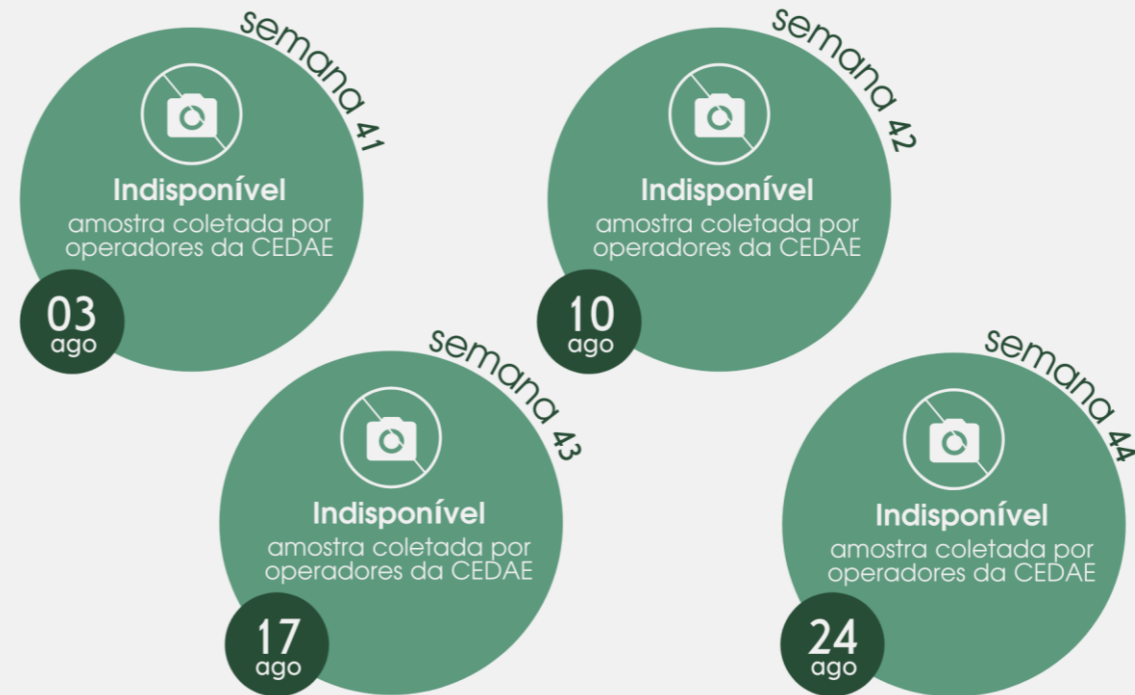 semana 41
Indisponível
amostra coletada por
operadores da CEDAE
03
ago
semana 42
Indisponível
amostra coletada por
operadores da CEDAE
10
ago
semana 43
Indisponível
amostra coletada por
operadores da CEDAE
17
ago
semana 44
Indisponível
amostra coletada por
operadores da CEDAE
24
ago